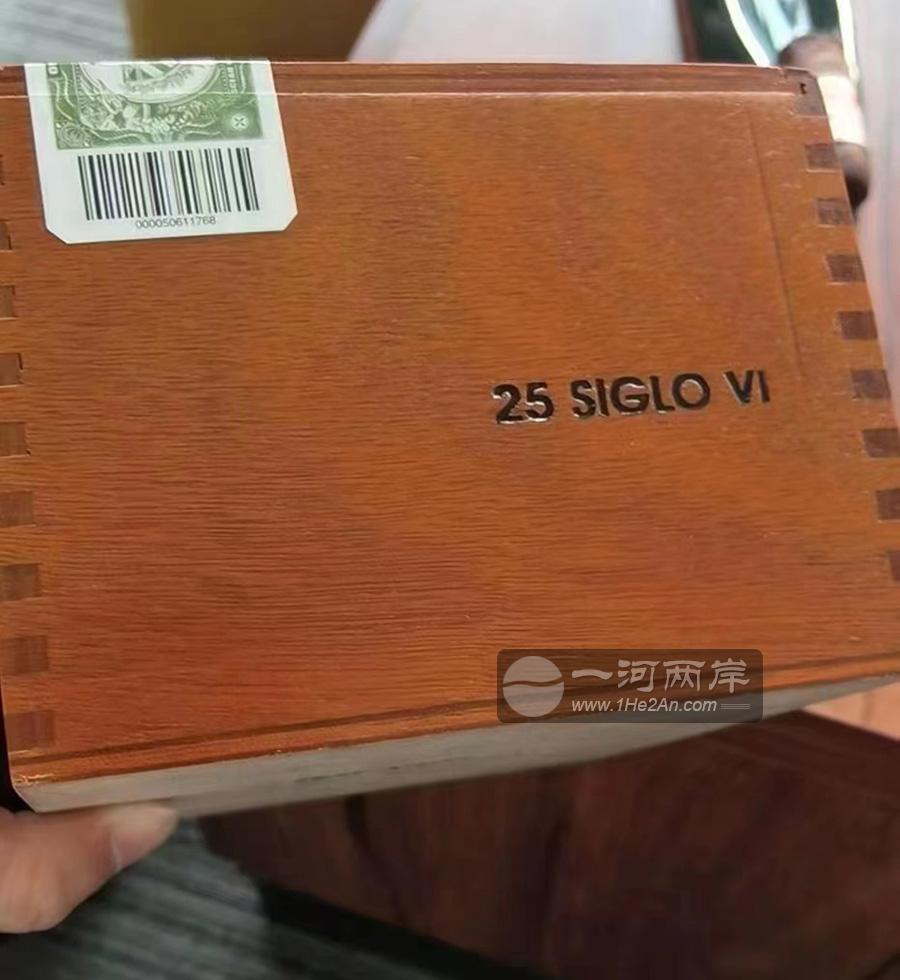 000050611768
25 SIGLO VI
一河两岸
www.1He2An.com